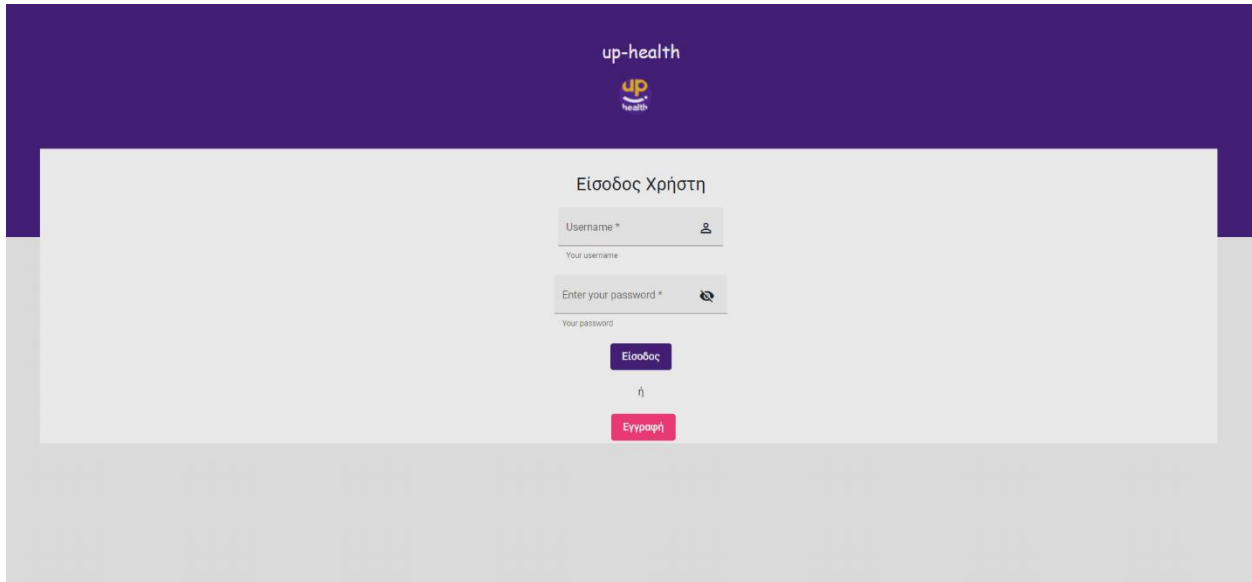 up-health
up
health
Είσοδος Χρήστη
Username *
Your username
Enter your password *
Your password
Είσοδος
ή
Εγγραφή